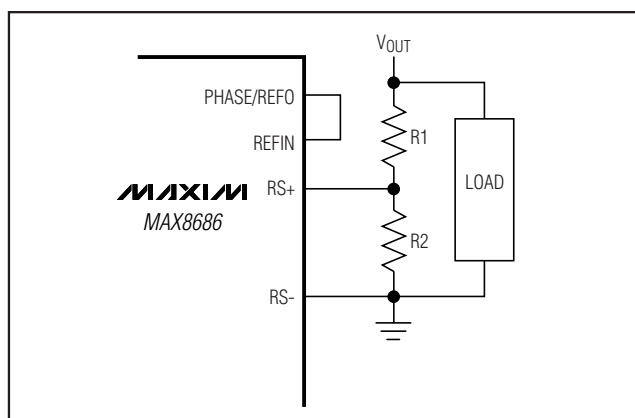 VOUT
PHASE/REFO
REFIN
R1
LOAD
RS+
MAXIM
MAX8686
R2
RS-